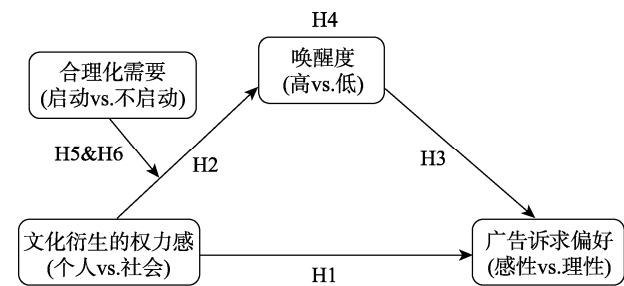 H4
唤醒度
(高vs.低)
合理化需要
(启动vs.不启动)
H5&H6
H2
H3
文化衍生的权力感
(个人vs.社会)
H1
广告诉求偏好
(感性vs.理性)